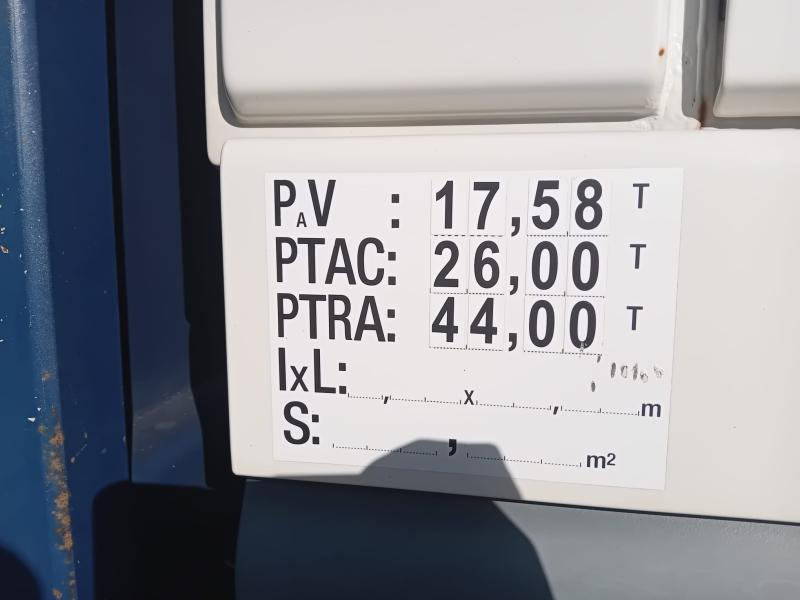 PAV : 17,58 T
PTAC: 26,00 T
PTRA: 44,00 T
IxL: , x , m
S: , m²